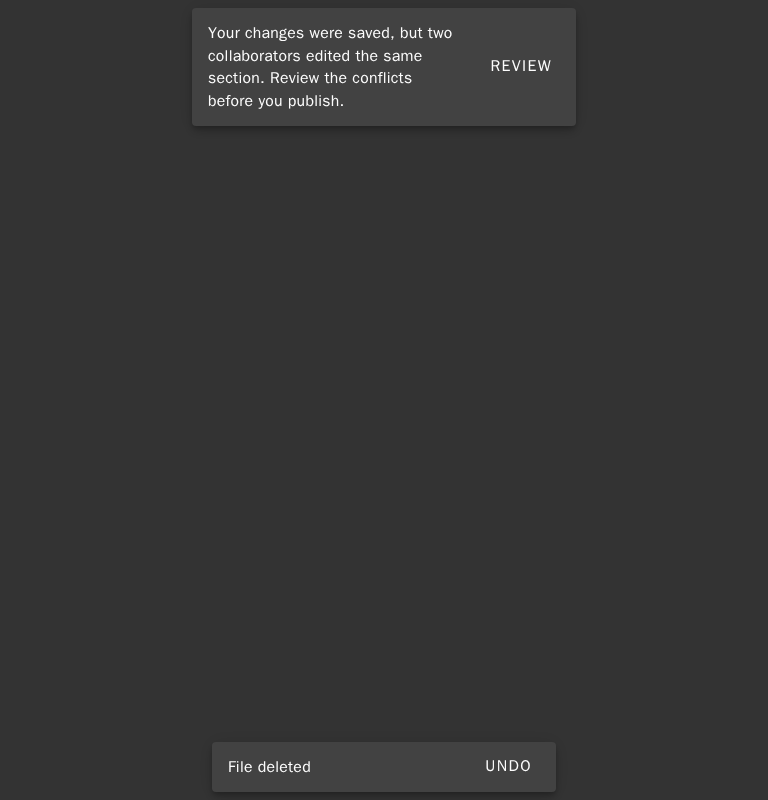 Your changes were saved, but two
collaborators edited the same
section. Review the conflicts
before you publish.
REVIEW
File deleted
UNDO